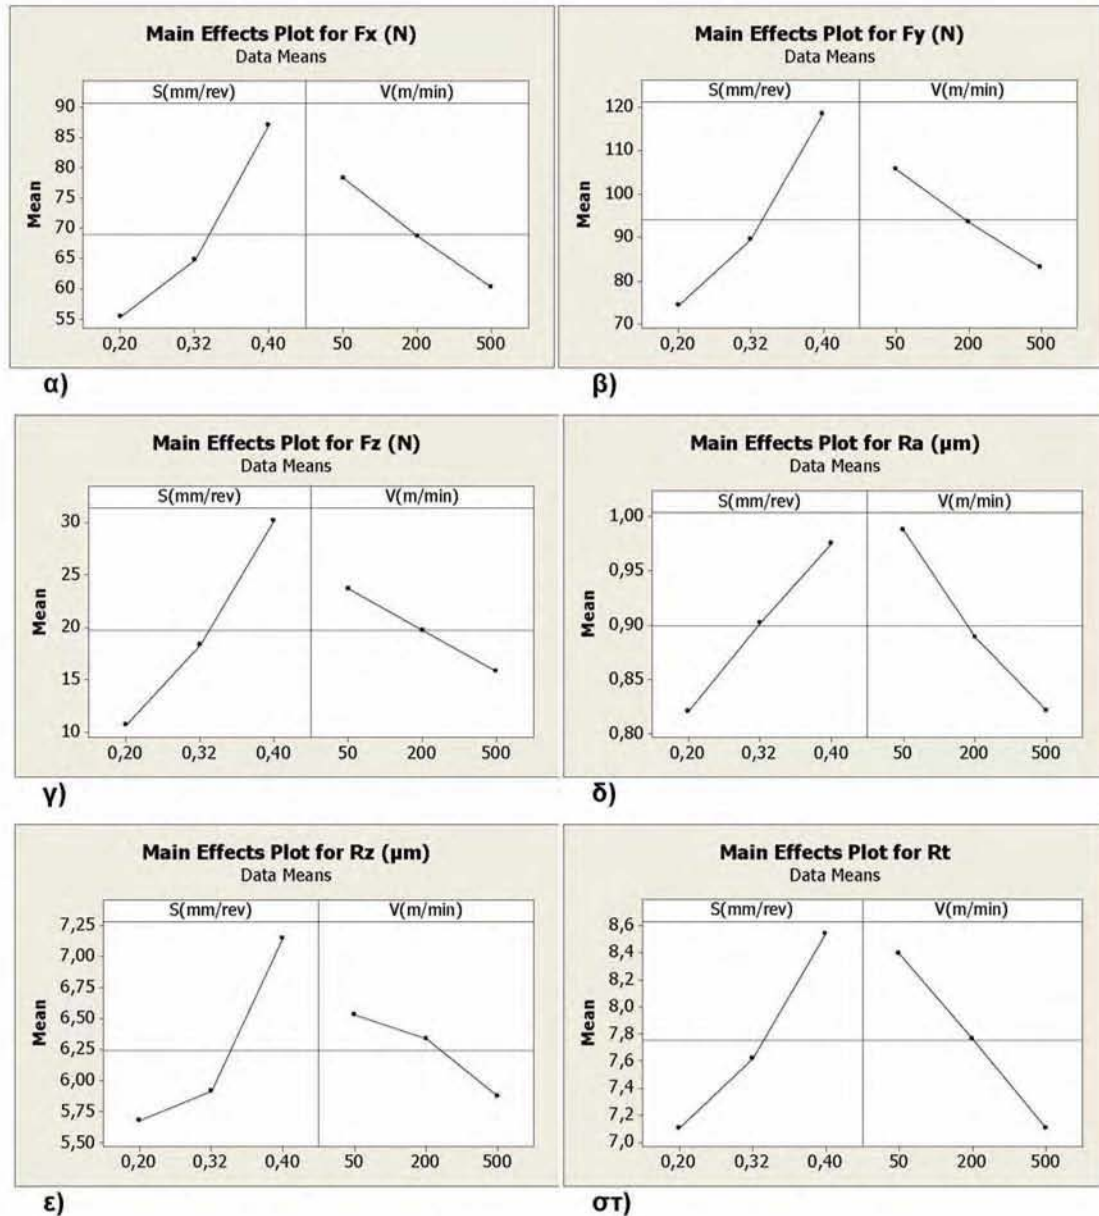 Main Effects Plot for Fx (N)
Data Means
S(mm/rev) V(m/min)
90
85
80
75
70
65
60
55
Mean
0,20 0,32 0,40 50 200 500
α)
Main Effects Plot for Fy (N)
Data Means
S(mm/rev) V(m/min)
120
110
100
90
80
70
Mean
0,20 0,32 0,40 50 200 500
β)
Main Effects Plot for Fz (N)
Data Means
S(mm/rev) V(m/min)
30
25
20
15
10
Mean
0,20 0,32 0,40 50 200 500
γ)
Main Effects Plot for Ra (μm)
Data Means
S(mm/rev) V(m/min)
1,00
0,95
0,90
0,85
0,80
Mean
0,20 0,32 0,40 50 200 500
δ)
Main Effects Plot for Rz (μm)
Data Means
S(mm/rev) V(m/min)
7,25
7,00
6,75
6,50
6,25
6,00
5,75
5,50
Mean
0,20 0,32 0,40 50 200 500
ε)
Main Effects Plot for Rt
Data Means
S(mm/rev) V(m/min)
8,6
8,4
8,2
8,0
7,8
7,6
7,4
7,2
7,0
Mean
0,20 0,32 0,40 50 200 500
στ)